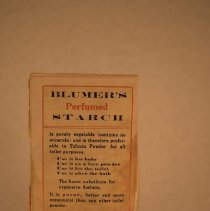 BLUMER'S
Perfumed
STARCH
Is purely vegetable (contains no
minerals) and is therefore prefer-
able to Talcum Powder for all
toilet purposes.
Use it for baby
Use it as a face powder
Use it for the toilet
Use it after the bath
The finest substitute for
expensive Sachets.
It is purer, better and more
economical than any other toilet
powder.